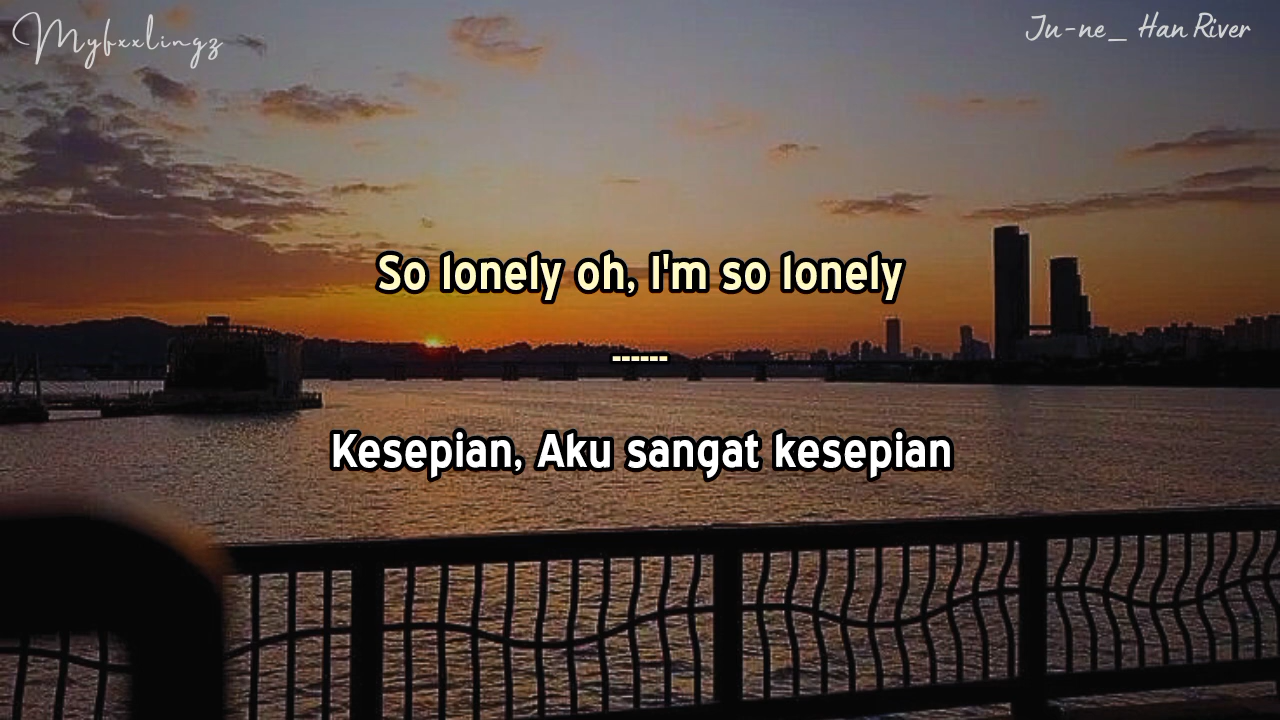 Myfxxlingz
Ju-ne_ Han River
So lonely oh, I'm so lonely
------
Kesepian, Aku sangat kesepian